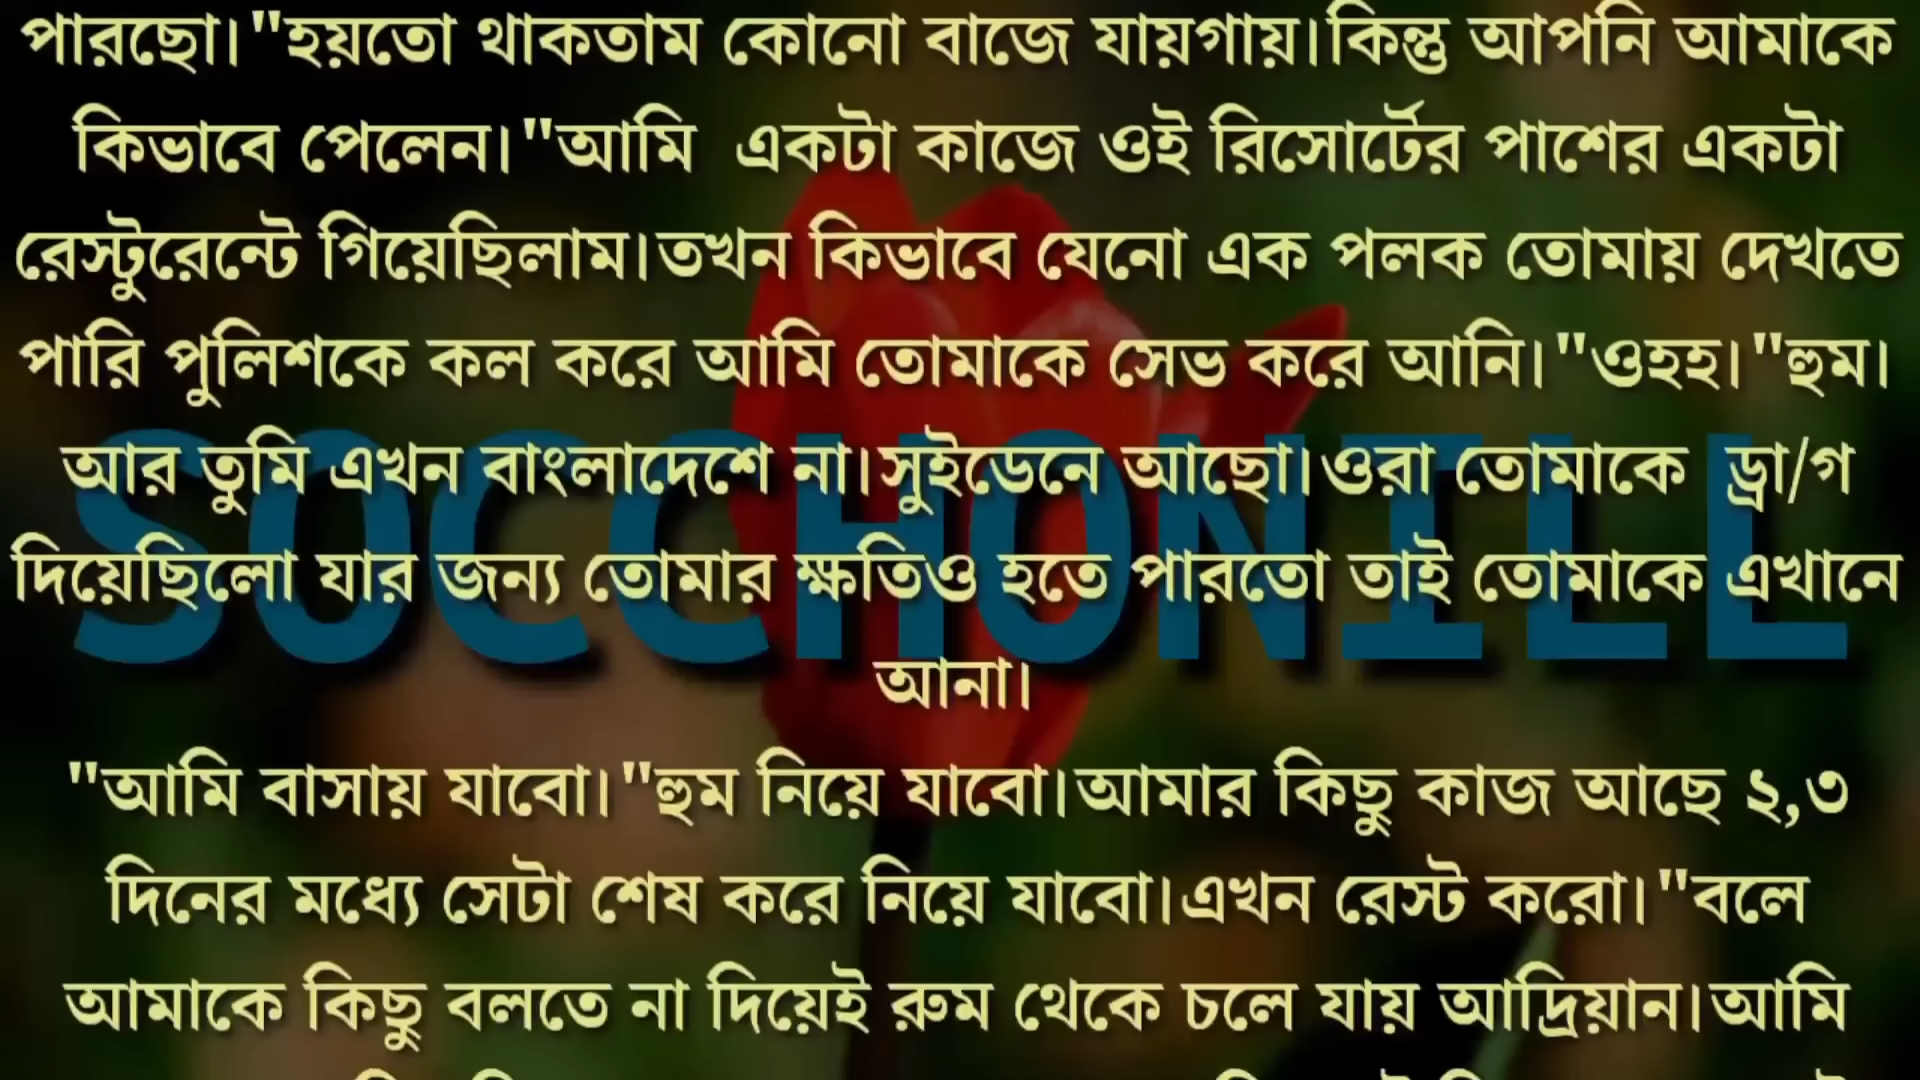 পারছো।"হয়তো থাকতাম কোনো বাজে যায়গায়।কিন্তু আপনি আমাকে
কিভাবে পেলেন।"আমি একটা কাজে ওই রিসোর্টের পাশের একটা
রেস্টুরেন্টে গিয়েছিলাম।তখন কিভাবে যেনো এক পলক তোমায় দেখতে
পারি পুলিশকে কল করে আমি তোমাকে সেভ করে আনি।"ওহহ।"হুম।
আর তুমি এখন বাংলাদেশে না।সুইডেনে আছো।ওরা তোমাকে ড্রা/গ
দিয়েছিলো যার জন্য তোমার ক্ষতিও হতে পারতো তাই তোমাকে এখানে
SOCCHONILL
আনা।
"আমি বাসায় যাবো।"হুম নিয়ে যাবো।আমার কিছু কাজ আছে ২,৩
দিনের মধ্যে সেটা শেষ করে নিয়ে যাবো।এখন রেস্ট করো।"বলে
আমাকে কিছু বলতে না দিয়েই রুম থেকে চলে যায় আদ্রিয়ান।আমি